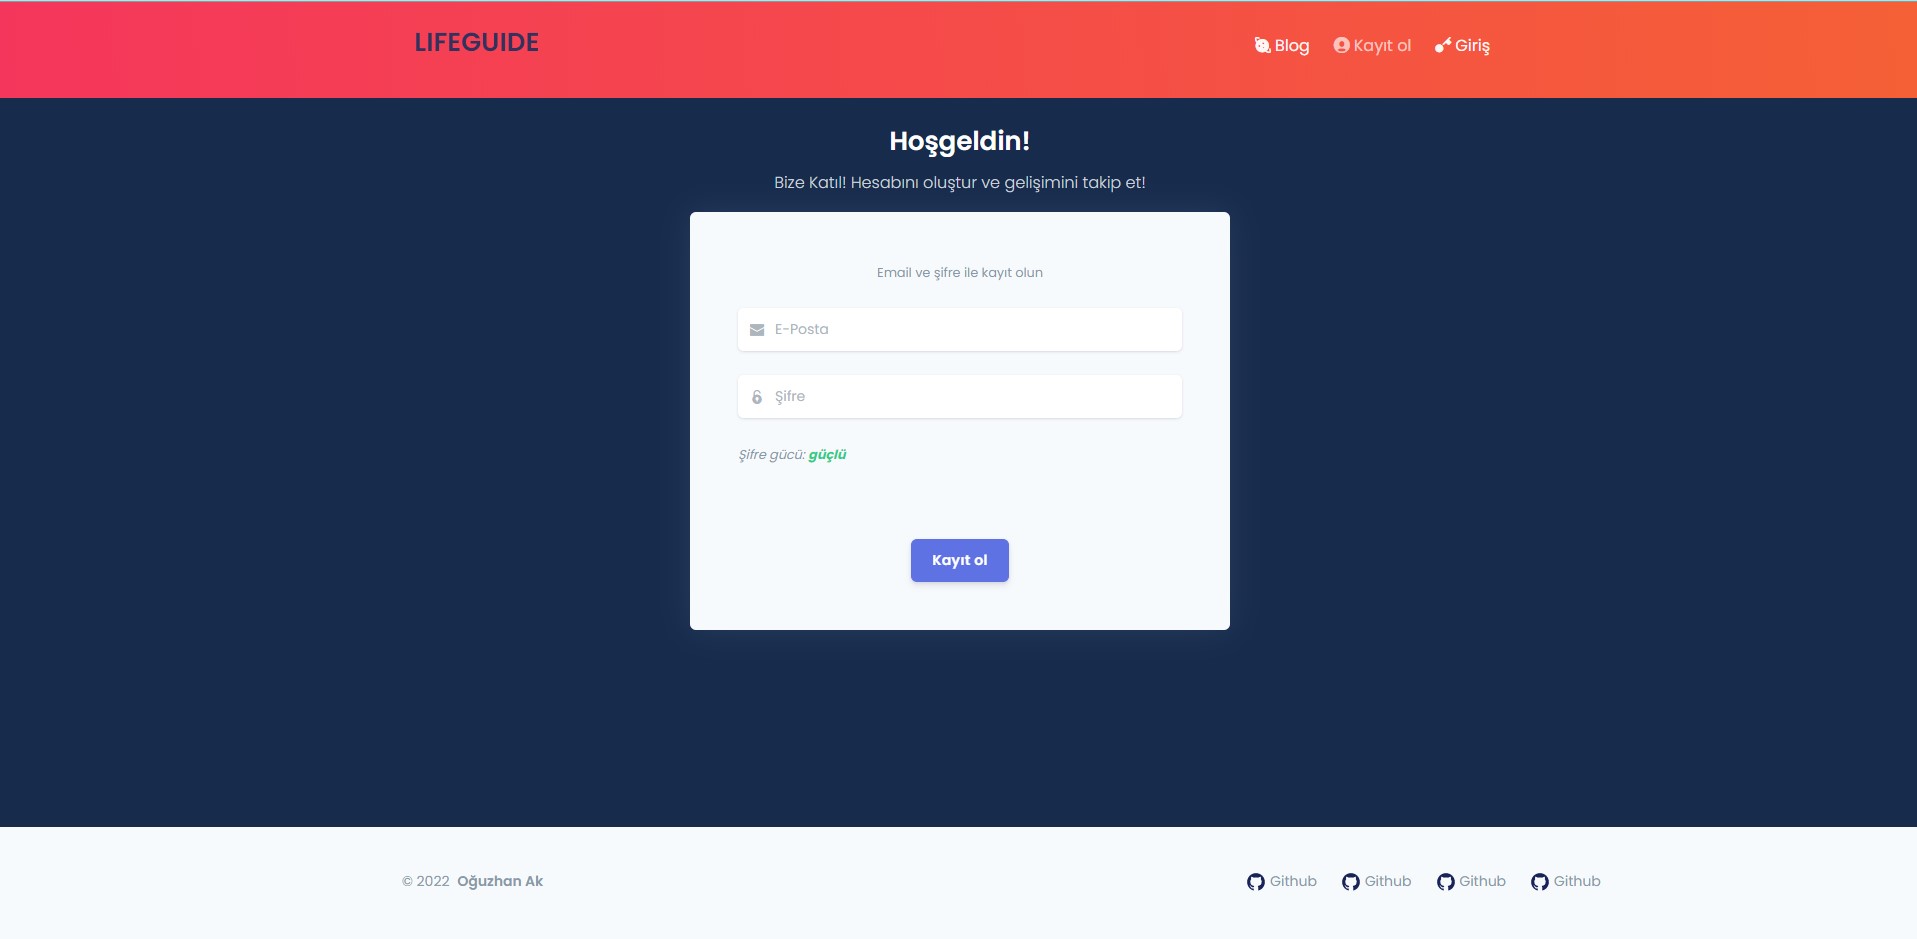 LIFEGUIDE
Blog Kayıt ol Giriş
Hoşgeldin!
Bize Katıl! Hesabını oluştur ve gelişimini takip et!
Email ve şifre ile kayıt olun
E-Posta
Şifre
Şifre gücü: güçlü
Kayıt ol
© 2022 Oğuzhan Ak
Github Github Github Github